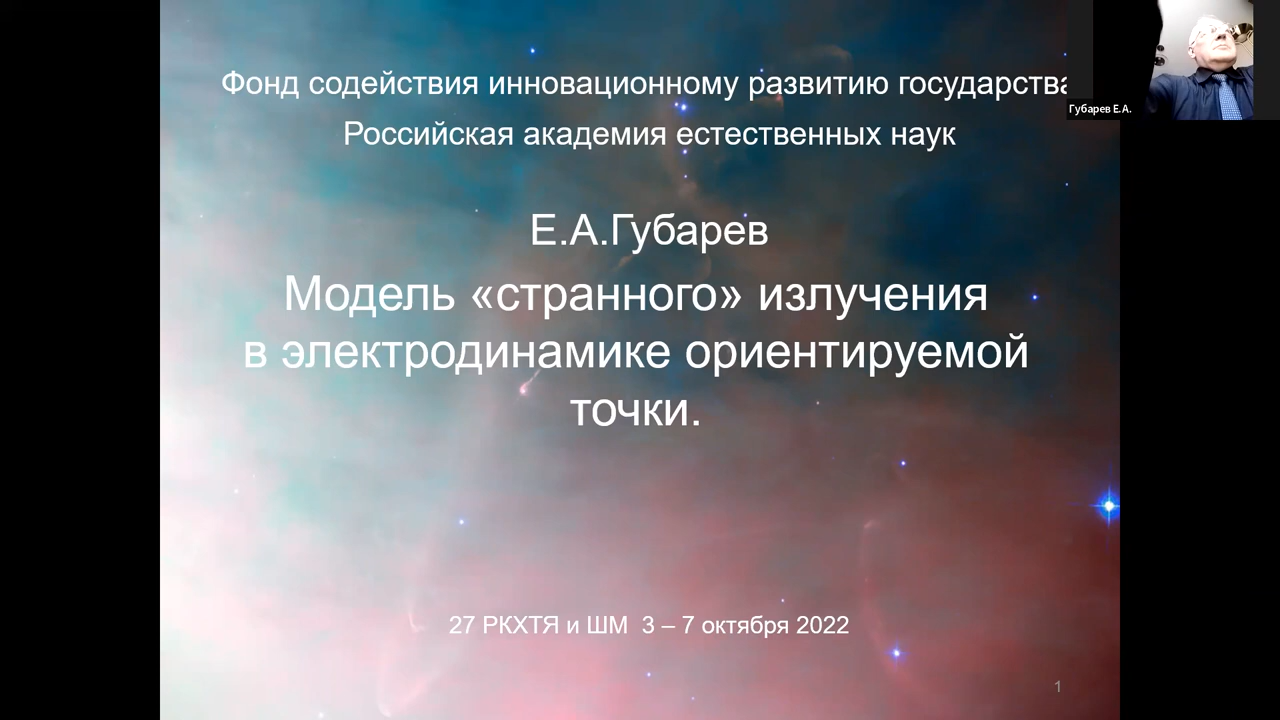 Фонд содействия инновационному развитию государства
Российская академия естественных наук
Губарев Е.А.
Е.А.Губарев
Модель «странного» излучения
в электродинамике ориентируемой
точки.
27 РКХТЯ и ШМ 3 – 7 октября 2022
1